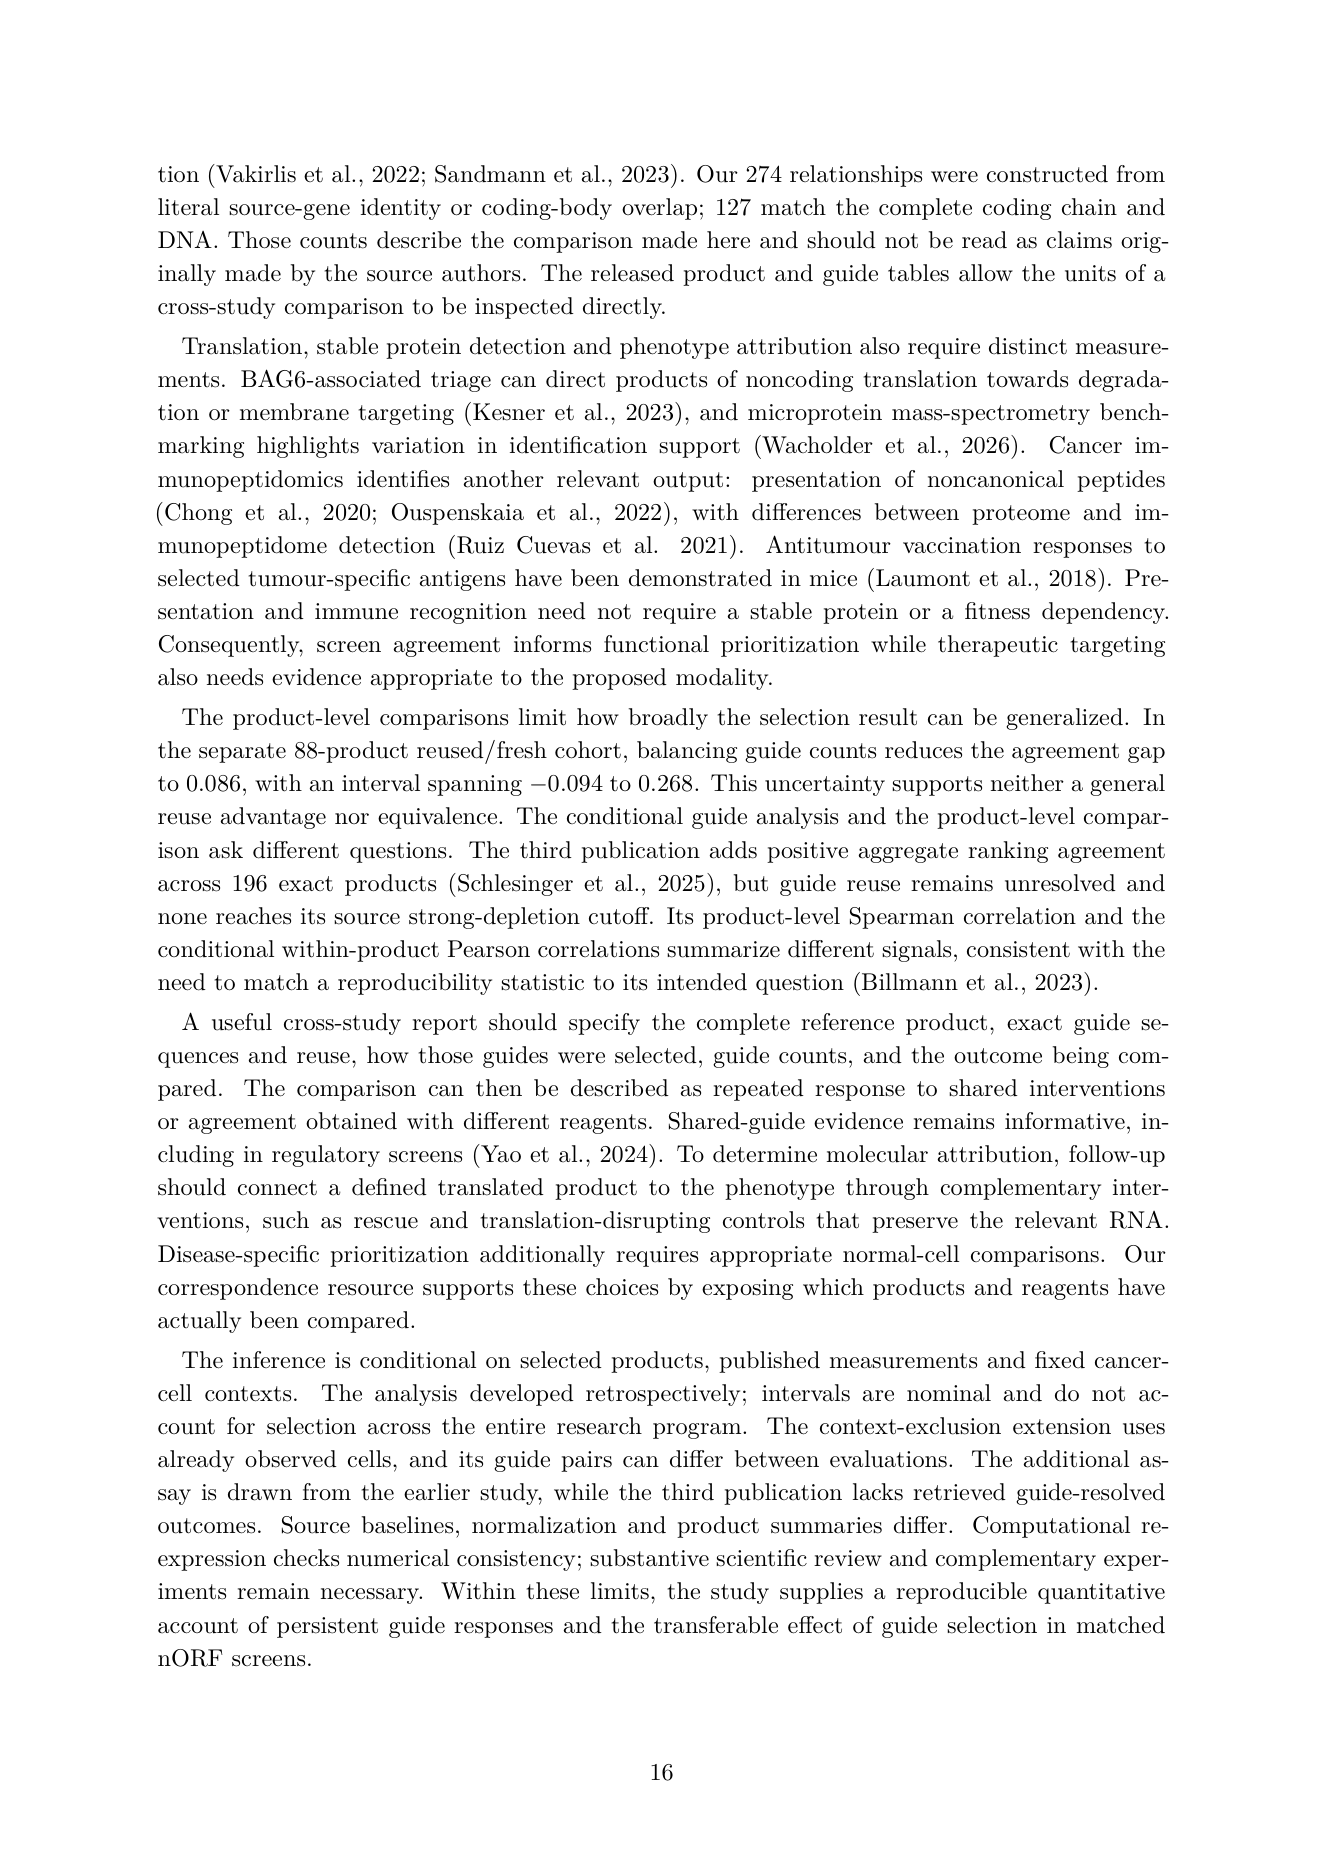 tion (Vakirlis et al., 2022; Sandmann et al., 2023). Our 274 relationships were constructed from
literal source-gene identity or coding-body overlap; 127 match the complete coding chain and
DNA. Those counts describe the comparison made here and should not be read as claims orig-
inally made by the source authors. The released product and guide tables allow the units of a
cross-study comparison to be inspected directly.
Translation, stable protein detection and phenotype attribution also require distinct measure-
ments. BAG6-associated triage can direct products of noncoding translation towards degrada-
tion or membrane targeting (Kesner et al., 2023), and microprotein mass-spectrometry bench-
marking highlights variation in identification support (Wacholder et al., 2026). Cancer im-
munopeptidomics identifies another relevant output: presentation of noncanonical peptides
(Chong et al., 2020; Ouspenskaia et al., 2022), with differences between proteome and im-
munopeptidome detection (Ruiz Cuevas et al. 2021). Antitumour vaccination responses to
selected tumour-specific antigens have been demonstrated in mice (Laumont et al., 2018). Pre-
sentation and immune recognition need not require a stable protein or a fitness dependency.
Consequently, screen agreement informs functional prioritization while therapeutic targeting
also needs evidence appropriate to the proposed modality.
The product-level comparisons limit how broadly the selection result can be generalized. In
the separate 88-product reused/fresh cohort, balancing guide counts reduces the agreement gap
to 0.086, with an interval spanning −0.094 to 0.268. This uncertainty supports neither a general
reuse advantage nor equivalence. The conditional guide analysis and the product-level compar-
ison ask different questions. The third publication adds positive aggregate ranking agreement
across 196 exact products (Schlesinger et al., 2025), but guide reuse remains unresolved and
none reaches its source strong-depletion cutoff. Its product-level Spearman correlation and the
conditional within-product Pearson correlations summarize different signals, consistent with the
need to match a reproducibility statistic to its intended question (Billmann et al., 2023).
A useful cross-study report should specify the complete reference product, exact guide se-
quences and reuse, how those guides were selected, guide counts, and the outcome being com-
pared. The comparison can then be described as repeated response to shared interventions
or agreement obtained with different reagents. Shared-guide evidence remains informative, in-
cluding in regulatory screens (Yao et al., 2024). To determine molecular attribution, follow-up
should connect a defined translated product to the phenotype through complementary inter-
ventions, such as rescue and translation-disrupting controls that preserve the relevant RNA.
Disease-specific prioritization additionally requires appropriate normal-cell comparisons. Our
correspondence resource supports these choices by exposing which products and reagents have
actually been compared.
The inference is conditional on selected products, published measurements and fixed cancer-
cell contexts. The analysis developed retrospectively; intervals are nominal and do not ac-
count for selection across the entire research program. The context-exclusion extension uses
already observed cells, and its guide pairs can differ between evaluations. The additional as-
say is drawn from the earlier study, while the third publication lacks retrieved guide-resolved
outcomes. Source baselines, normalization and product summaries differ. Computational re-
expression checks numerical consistency; substantive scientific review and complementary exper-
iments remain necessary. Within these limits, the study supplies a reproducible quantitative
account of persistent guide responses and the transferable effect of guide selection in matched
nORF screens.
16